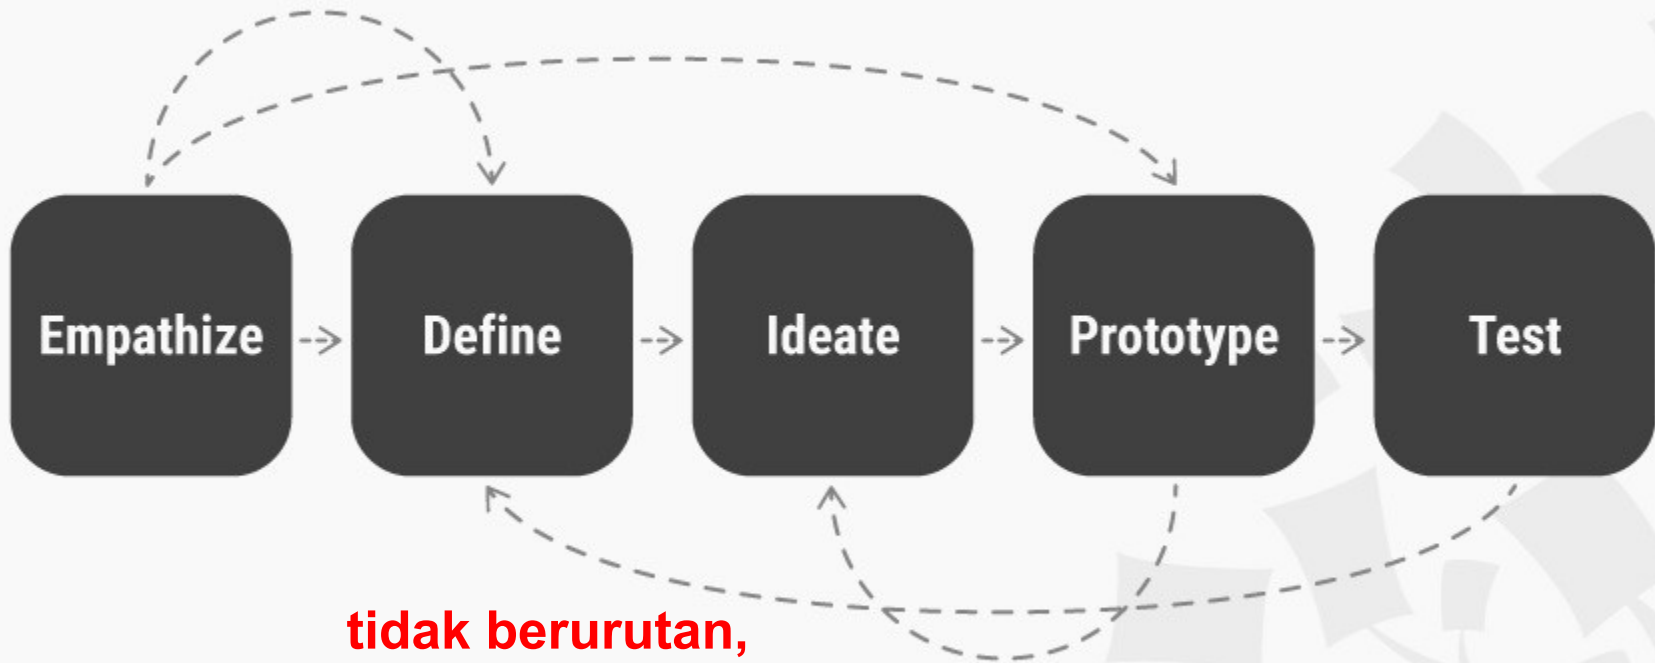 Empathize
Define
Ideate
Prototype
Test
tidak berurutan,